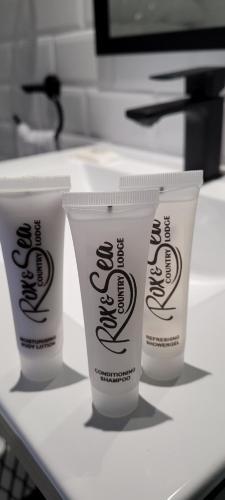 Rox&Sea
COUNTRY LODGE
MOISTURISING
BODY LOTION
Rox&Sea
COUNTRY LODGE
CONDITIONING
SHAMPOO
Rox&Sea
COUNTRY LODGE
REFRESHING
SHOWERGEL